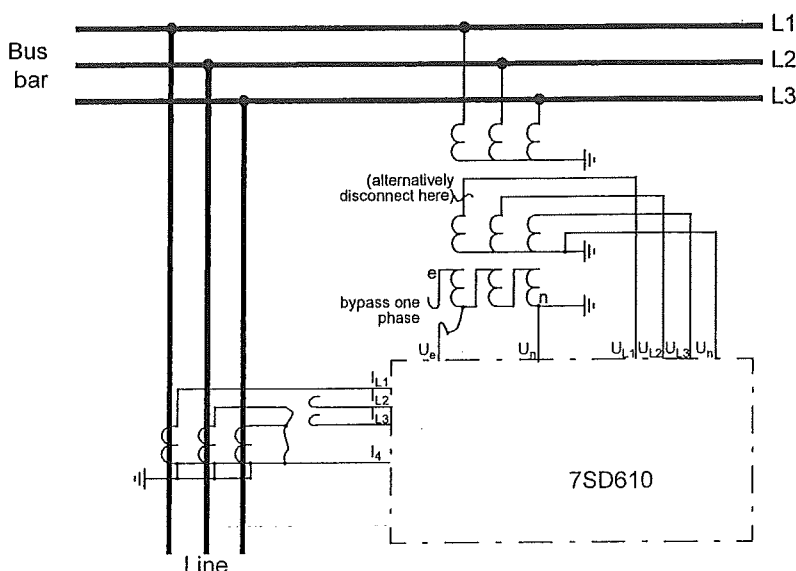 L1
Bus
bar
L2
L3
(alternatively
disconnect here)
e
n
bypass one
phase
Ue
Un
UL1
UL2
UL3
Un
IL1
IL2
IL3
I4
7SD610
Line